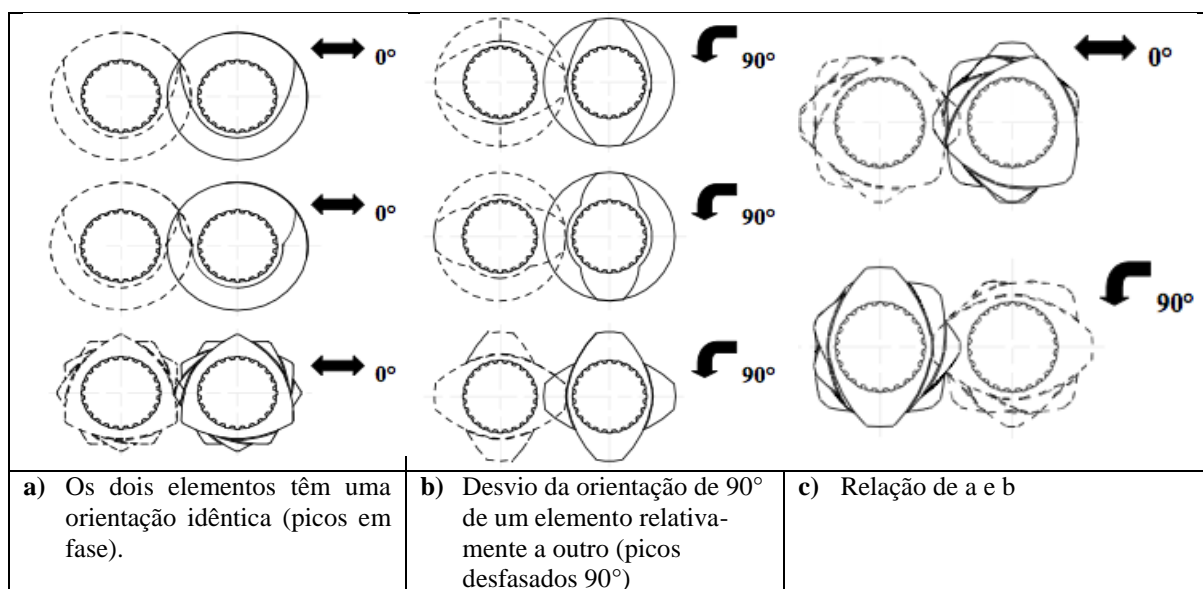 0°
0°
0°
90°
90°
90°
0°
90°
a) Os dois elementos têm uma
orientação idêntica (picos em
fase).
b) Desvio da orientação de 90°
de um elemento relativa-
mente a outro (picos
desfasados 90°)
c) Relação de a e b